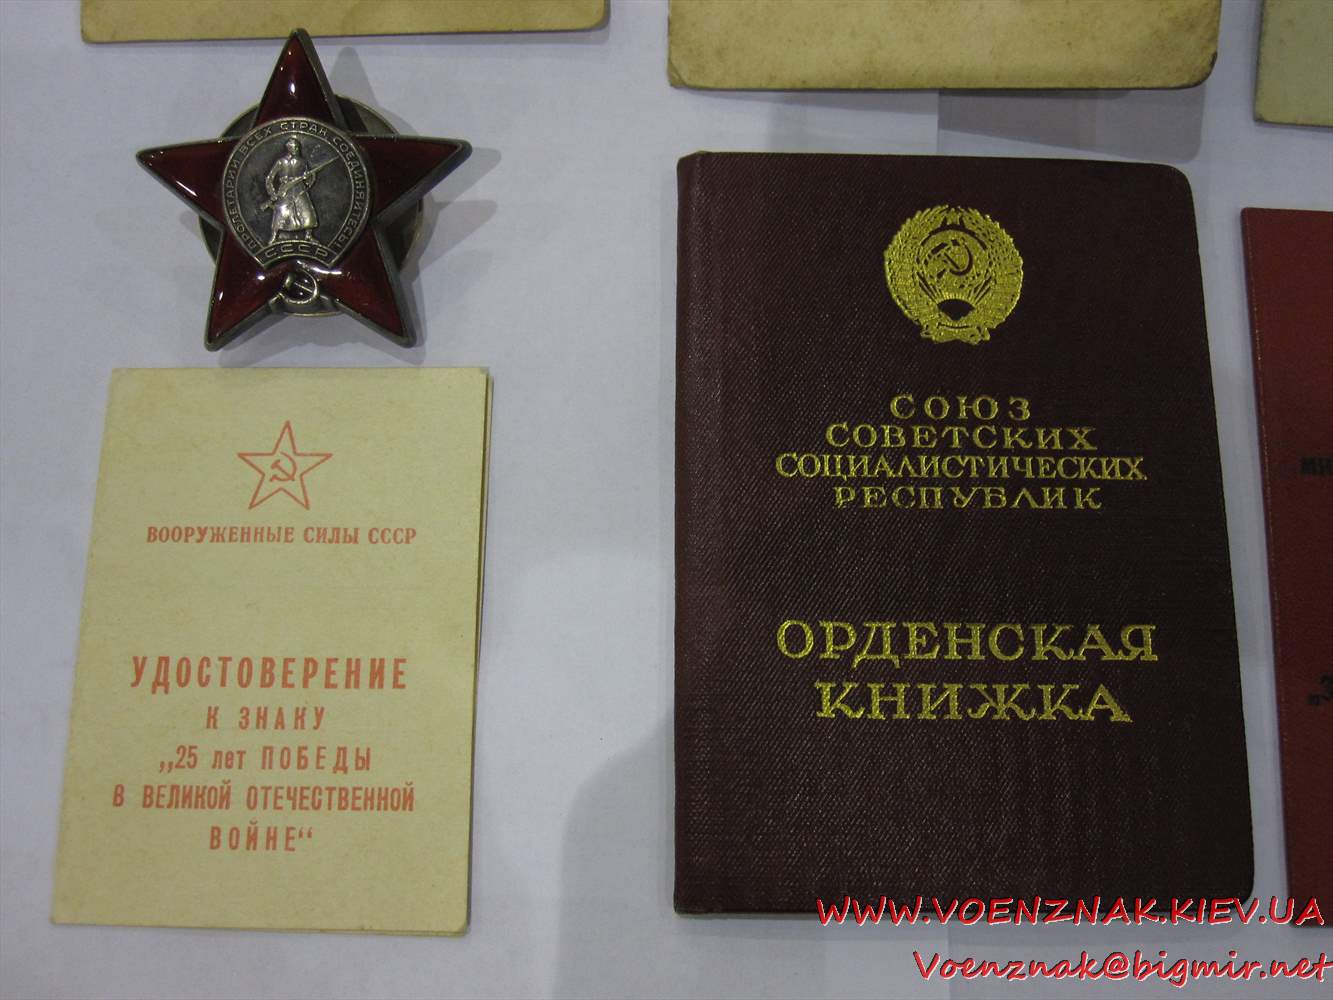 ПРОЛЕТАРИИ ВСЕХ СТРАН, СОЕДИНЯЙТЕСЬ!
СССР
ВООРУЖЕННЫЕ СИЛЫ СССР
УДОСТОВЕРЕНИЕ
К ЗНАКУ
„25 лет ПОБЕДЫ
В ВЕЛИКОЙ ОТЕЧЕСТВЕННОЙ
ВОЙНЕ“
СОЮЗ
СОВЕТСКИХ
СОЦИАЛИСТИЧЕСКИХ
РЕСПУБЛИК
ОРДЕНСКАЯ
КНИЖКА
WWW.VOENZNAK.KIEV.UA
Voenznak@bigmir.net